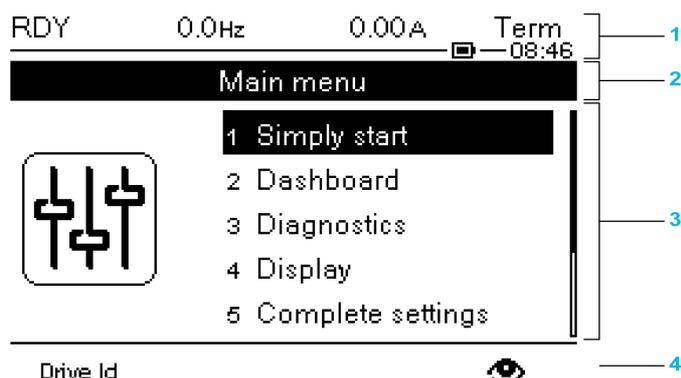 RDY 0.0Hz 0.00A Term
08:46
1
Main menu
2
1 Simply start
2 Dashboard
3 Diagnostics
3
4 Display
5 Complete settings
Drive Id
4